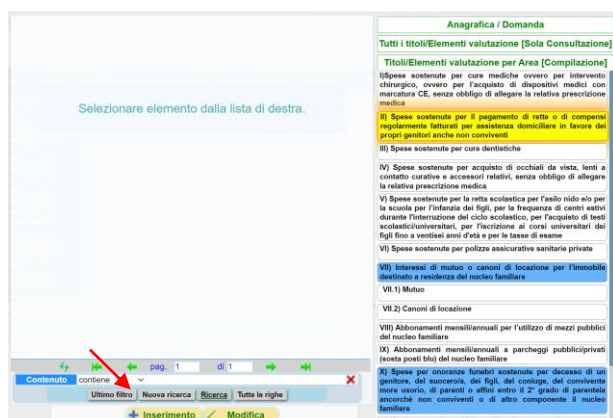 Selezionare elemento dalla lista di destra.
pag. 1 di 1
Contenuto contiene
Ultimo filtro Nuova ricerca Ricerca Tutte le righe
Inserimento Modifica
Anagrafica / Domanda
Tutti i titoli/Elementi valutazione [Sola Consultazione]
Titoli/Elementi valutazione per Area [Compilazione]
I)Spese sostenute per cure mediche ovvero per intervento
chirurgico, ovvero per l'acquisto di dispositivi medici con
marcatura CE, senza obbligo di allegare la relativa prescrizione
medica
II) Spese sostenute per il pagamento di rette o di compensi
regolarmente fatturati per assistenza domiciliare in favore dei
propri genitori anche non conviventi
III) Spese sostenute per cure dentistiche
IV) Spese sostenute per acquisto di occhiali da vista, lenti a
contatto curative e accessori relativi, senza obbligo di allegare
la relativa prescrizione medica
V) Spese sostenute per la retta scolastica per l'asilo nido e/o per
la scuola per l'infanzia dei figli, per la frequenza di centri estivi
durante l'interruzione del ciclo scolastico, per l'acquisto di testi
scolastici/universitari, per l'iscrizione ai corsi universitari dei
figli fino a ventisei anni d'età e per le tasse di esame
VI) Spese sostenute per polizze assicurative sanitarie private
VII) Interessi di mutuo o canoni di locazione per l'immobile
destinato a residenza del nucleo familiare
VII.1) Mutuo
VII.2) Canoni di locazione
VIII) Abbonamenti mensili/annuali per l'utilizzo di mezzi pubblici
del nucleo familiare
IX) Abbonamenti mensili/annuali a parcheggi pubblici/privati
(sosta posti blu) del nucleo familiare
X) Spese per onoranze funebri sostenute per decesso di un
genitore, del suocero/a, dei figli, del coniuge, del convivente
more uxorio, di parenti o affini entro il 2° grado di parentela
ancorché non conviventi o di altro componente il nucleo
familiare